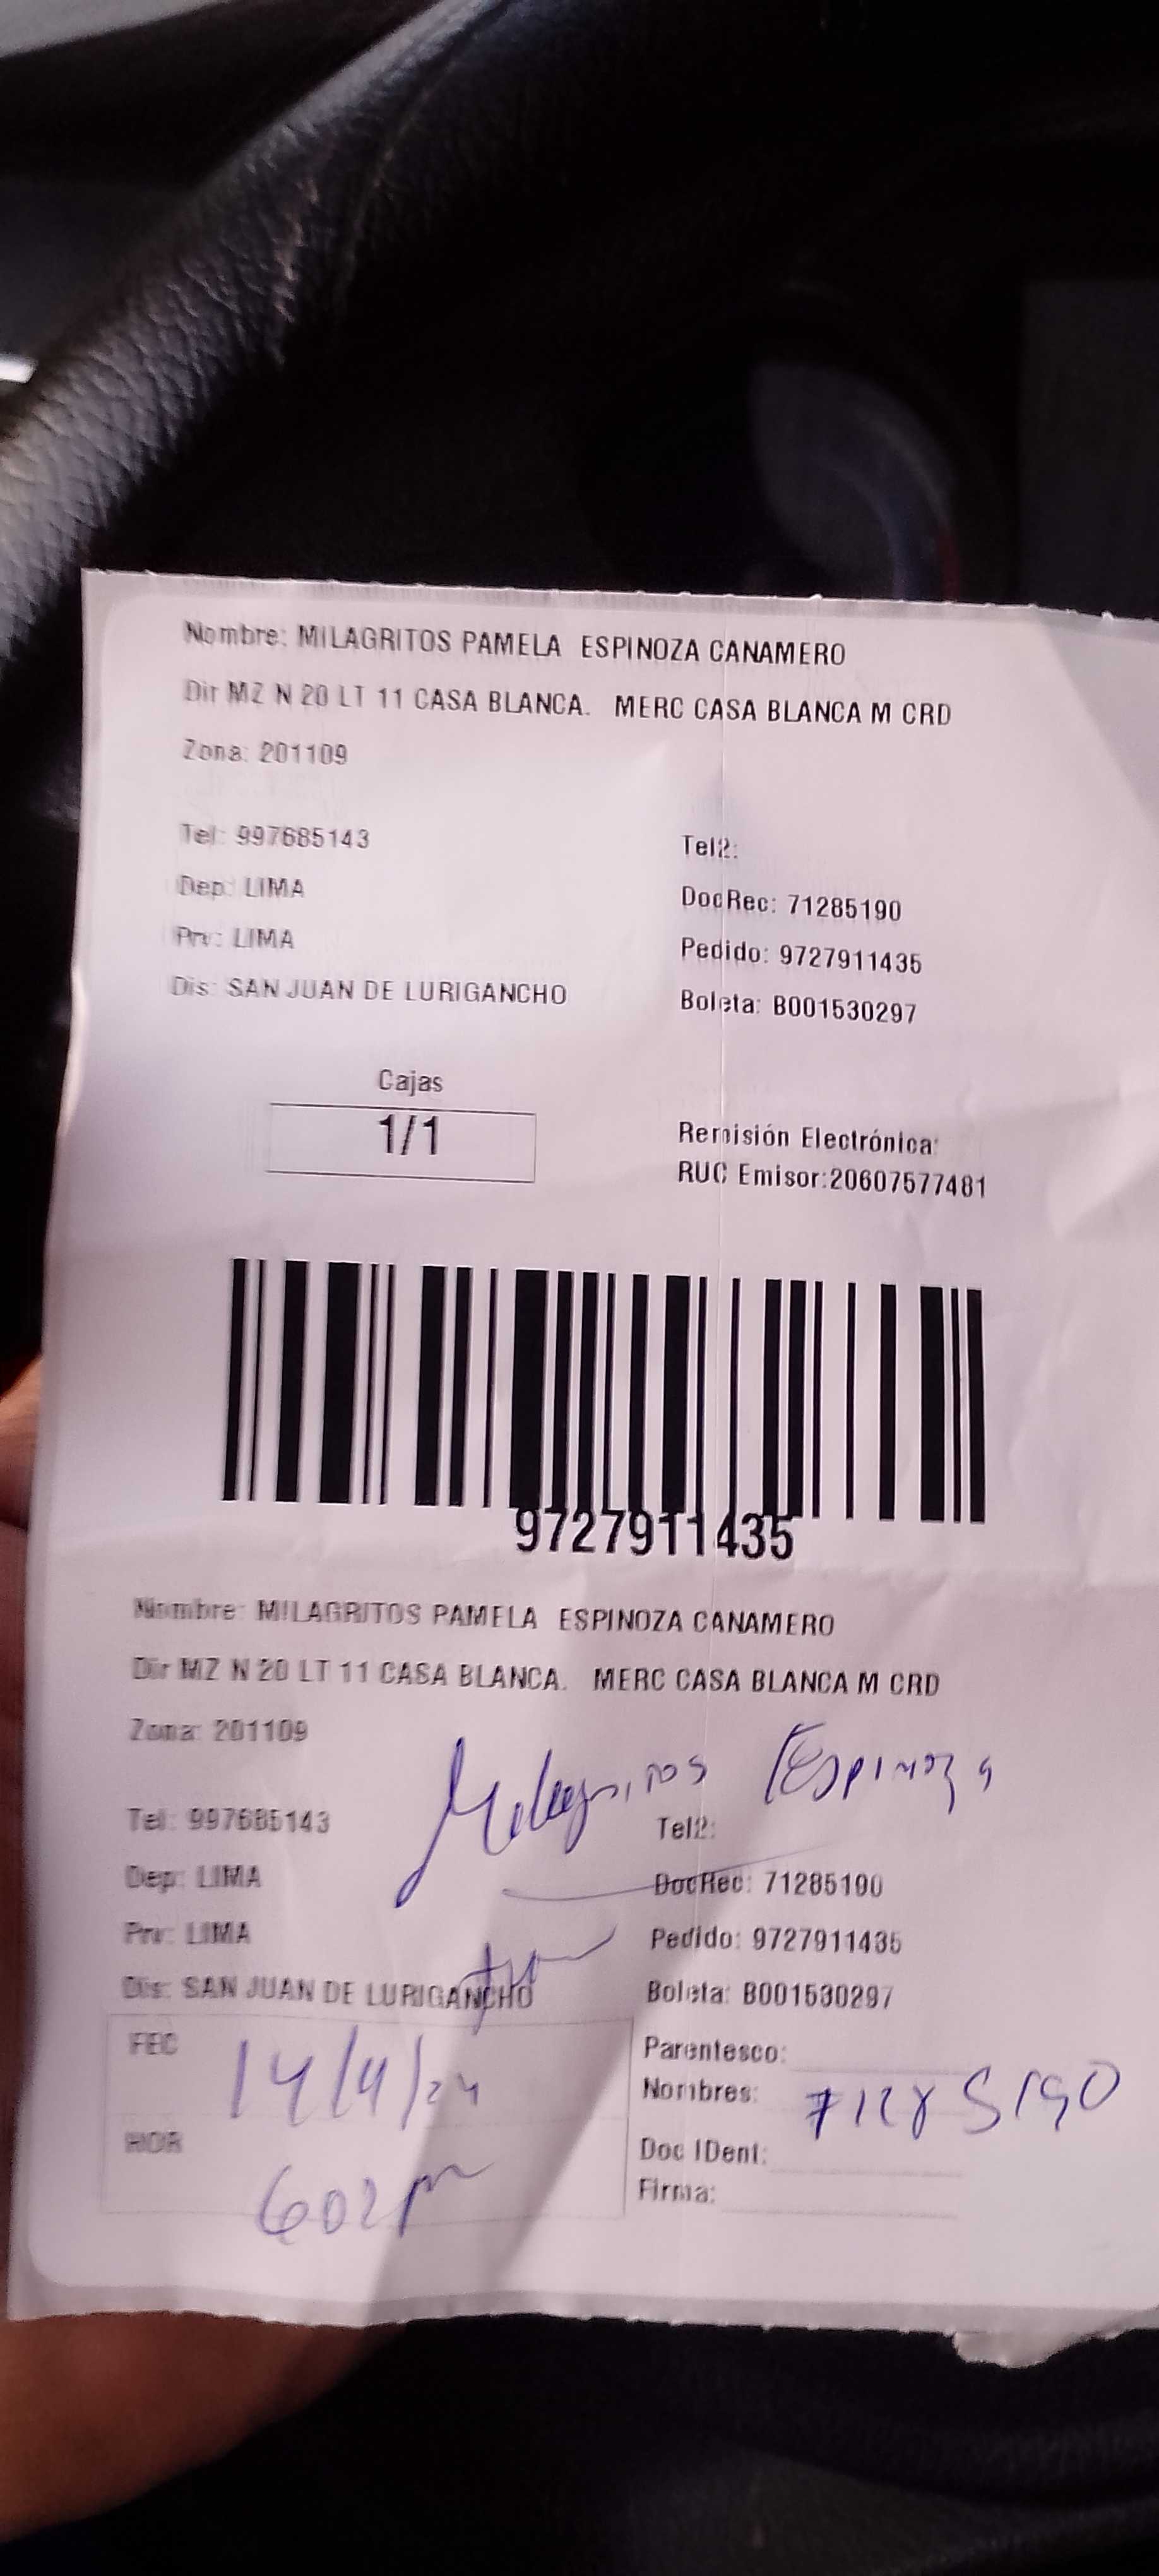 Nombre: MILAGRITOS PAMELA ESPINOZA CANAMERO
Dir MZ N 20 LT 11 CASA BLANCA. MERC CASA BLANCA M CRD
Zona: 201109
Tel: 997685143 Tel2:
Dep: LIMA DocRec: 71285190
Prv: LIMA Pedido: 9727911435
Dis: SAN JUAN DE LURIGANCHO Boleta: B001530297
Cajas
1/1
Remisión Electrónica:
RUC Emisor:20607577481
9727911435
Nombre: MILAGRITOS PAMELA ESPINOZA CANAMERO
Dir MZ N 20 LT 11 CASA BLANCA. MERC CASA BLANCA M CRD
Zona: 201109
Milagritos Espinoza
Tel: 997685143 Tel2:
Dep: LIMA DocRec: 71285190
Prv: LIMA Pedido: 9727911435
Dis: SAN JUAN DE LURIGANCHO Boleta: B001530297
FEC 14/4/24 Parentesco:
Nombres: 71285190
HOR 602pm Doc IDent:
Firma: